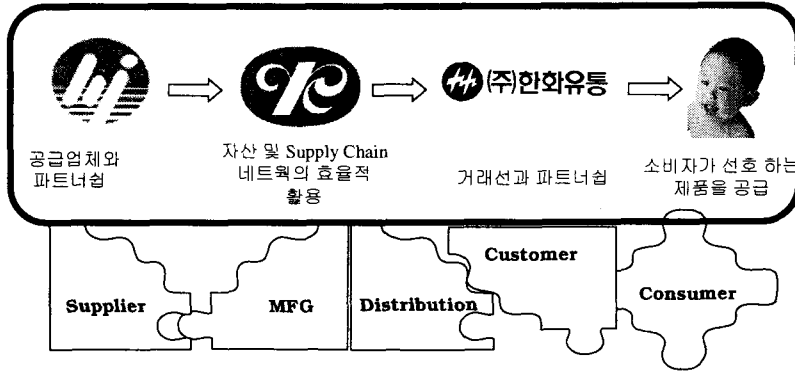 (주)한화유통
공급업체와
파트너쉽
자산 및 Supply Chain
네트웍의 효율적
활용
거래선과 파트너쉽
소비자가 선호 하는
제품을 공급
Supplier
MFG
Distribution
Customer
Consumer